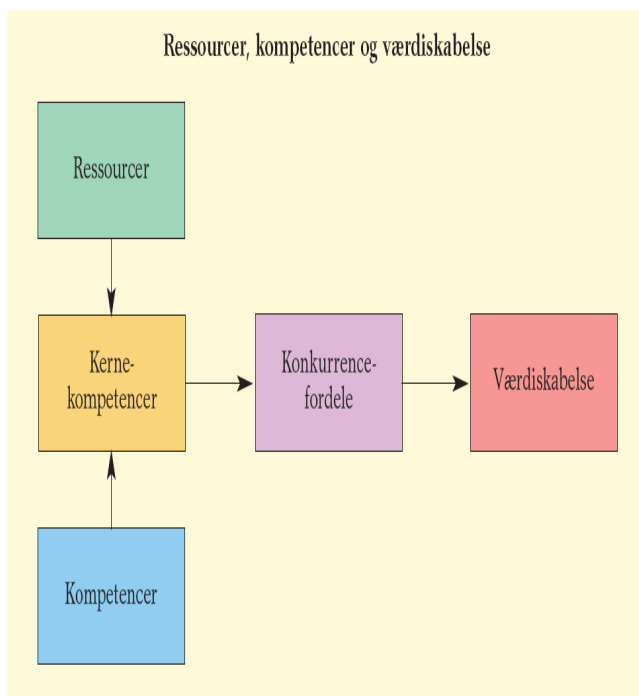 Ressourcer, kompetencer og værdiskabelse
Ressourcer
Kerne-
kompetencer
Konkurrence-
fordele
Værdiskabelse
Kompetencer